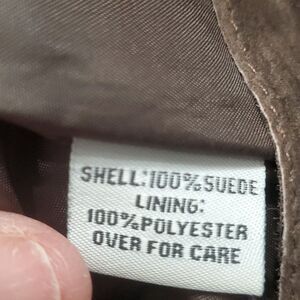 SHELL:100%SUEDE
LINING:
100%POLYESTER
OVER FOR CARE